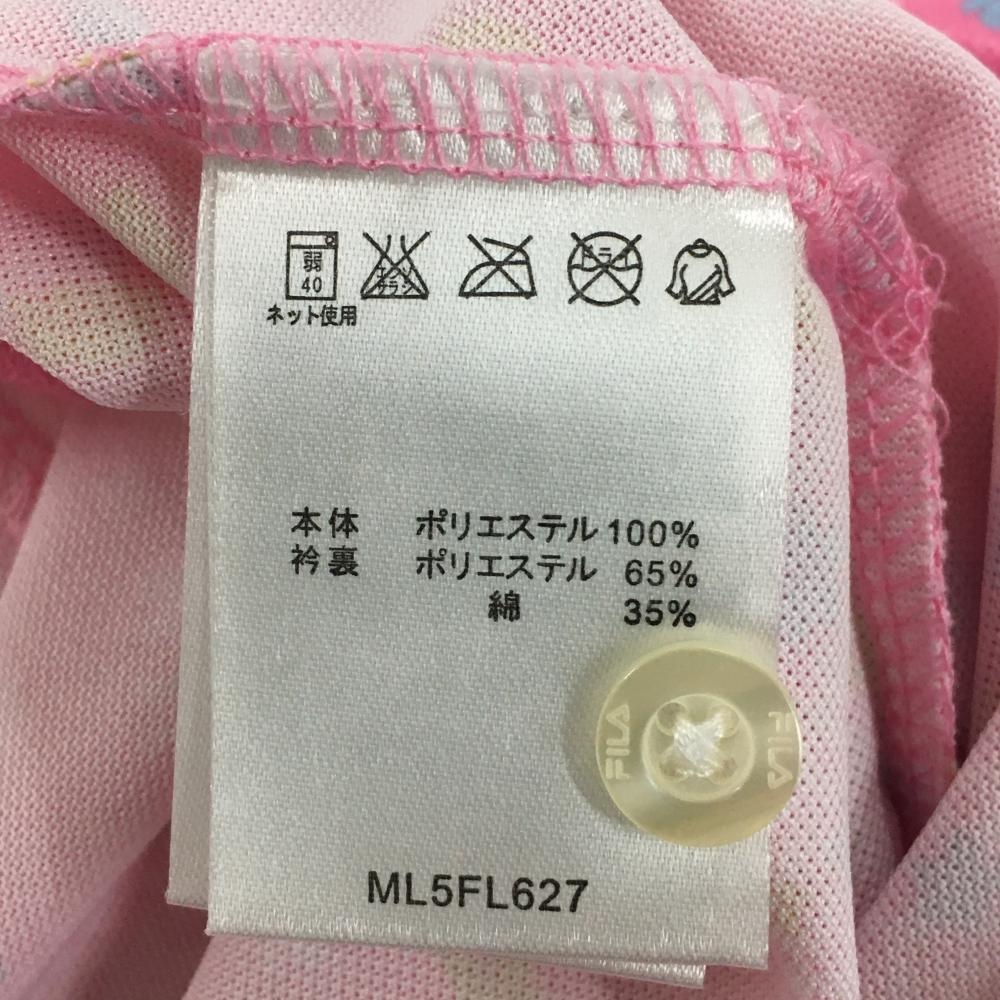 弱
40
エンソ
サラシ
ドライ
ネット使用
本体 ポリエステル 100%
衿裏 ポリエステル 65%
綿 35%
FILA FILA
ML5FL627